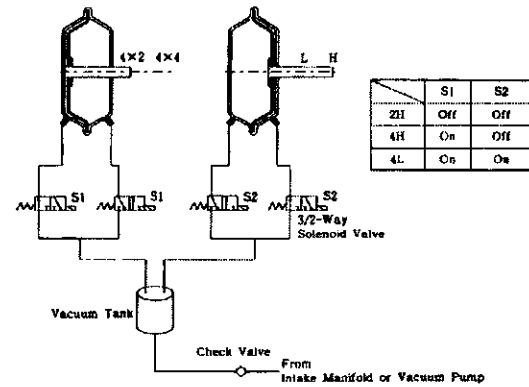 4×2 4×4
L H
S1 S2
2H Off Off
4H On Off
4L On On
S1 S1 S2 S2
3/2-Way
Solenoid Valve
Vacuum Tank
Check Valve
From
Intake Manifold or Vacuum Pump